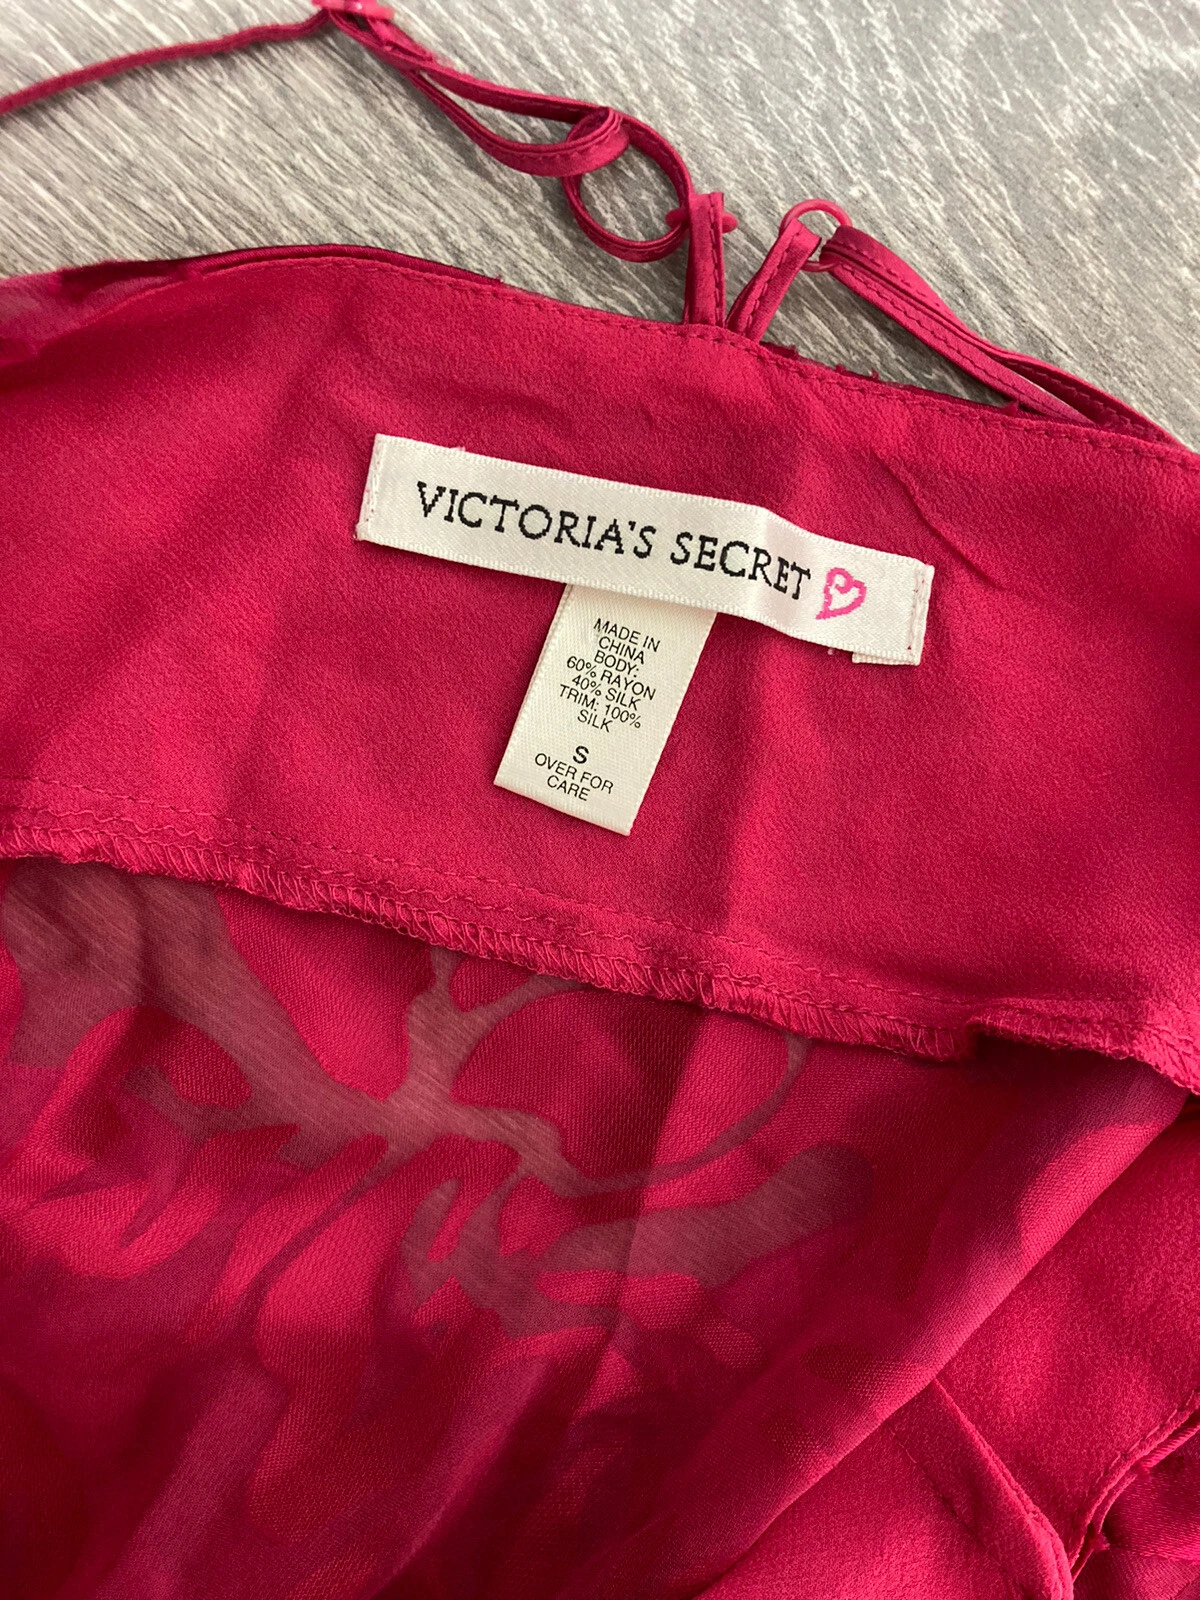 VICTORIA'S SECRET
MADE IN
CHINA
BODY:
60% RAYON
40% SILK
TRIM: 100%
SILK
S
OVER FOR
CARE